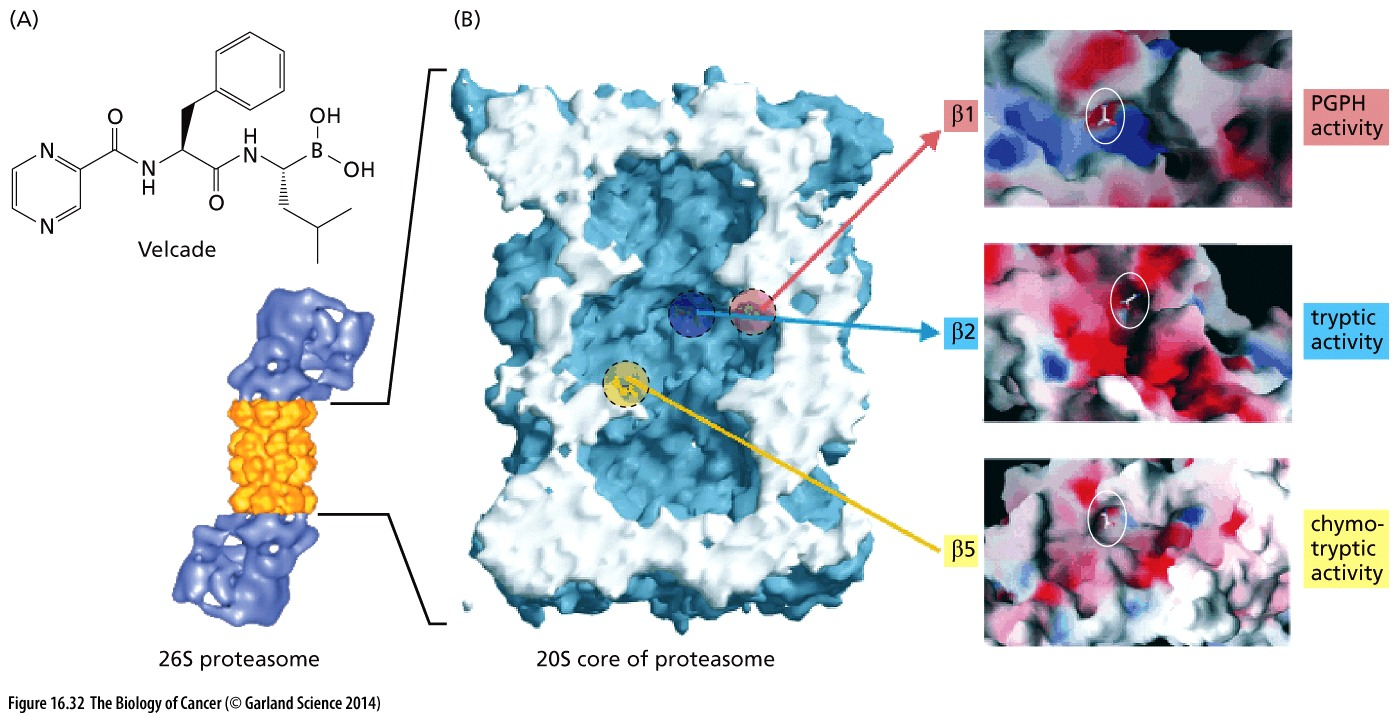 (A)
O
OH
N
N
H
H
N
O
B
OH
N
Velcade
26S proteasome
(B)
20S core of proteasome
β1
PGPH
activity
β2
tryptic
activity
β5
chymo-
tryptic
activity
Figure 16.32 The Biology of Cancer (© Garland Science 2014)